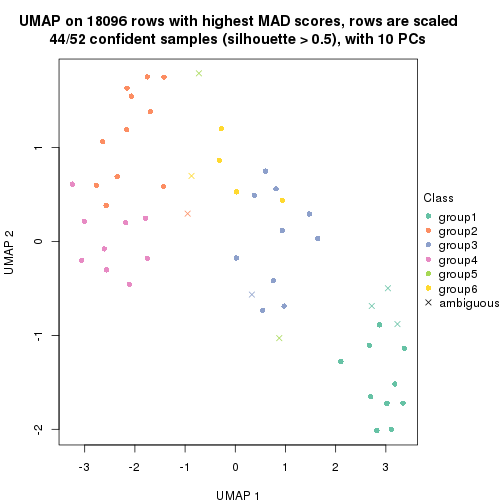 UMAP on 18096 rows with highest MAD scores, rows are scaled
44/52 confident samples (silhouette > 0.5), with 10 PCs
UMAP 2
1
0
-1
-2
-3
-2
-1
0
1
2
3
UMAP 1
Class
group1
group2
group3
group4
group5
group6
ambiguous